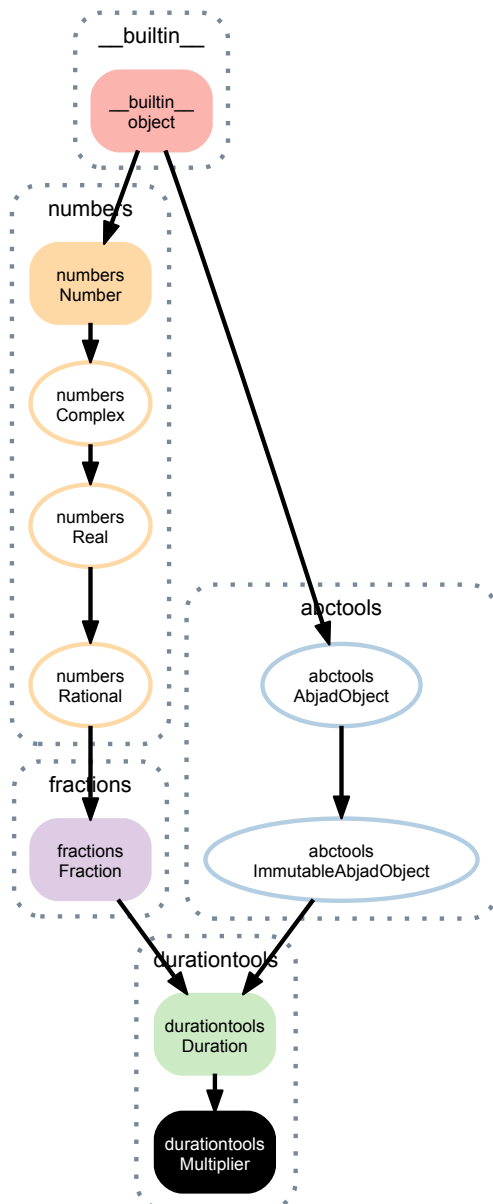 __builtin__
__builtin__
object
numbers
numbers
Number
numbers
Complex
numbers
Real
abctools
numbers
Rational
abctools
AbjadObject
fractions
fractions
Fraction
abctools
ImmutableAbjadObject
durationtools
durationtools
Duration
durationtools
Multiplier